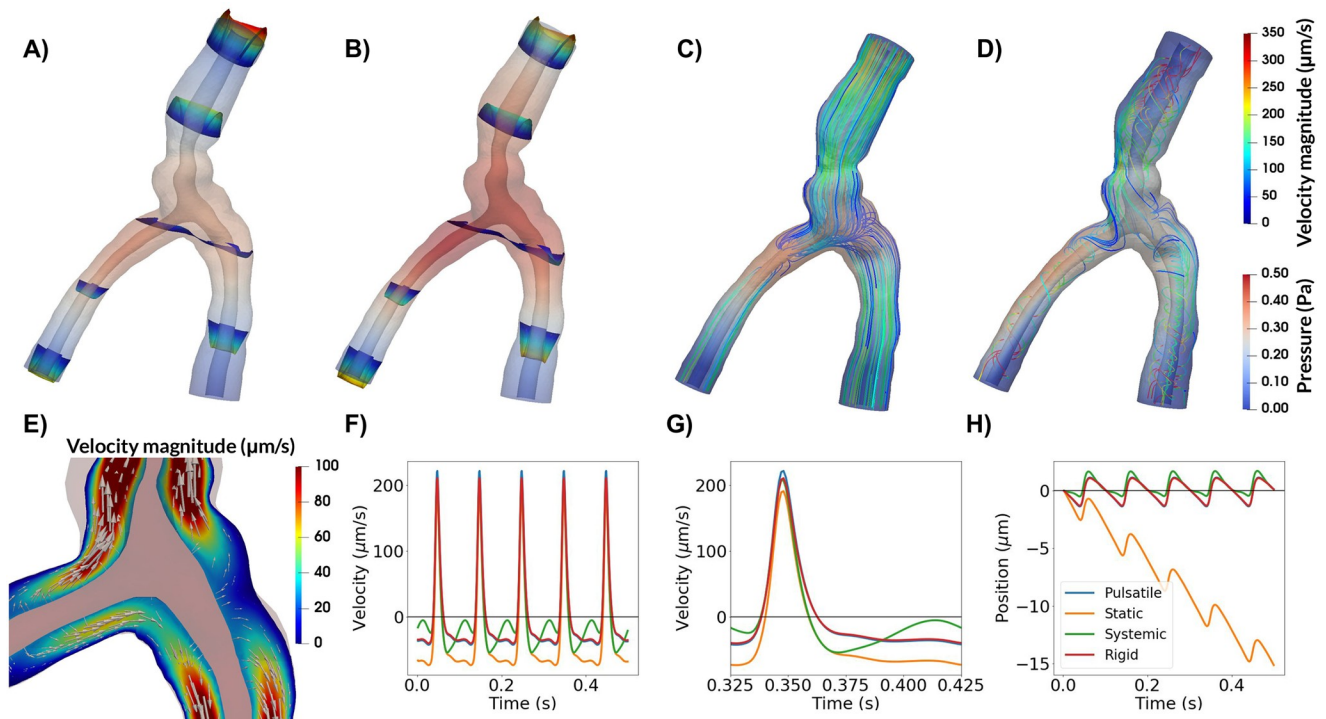 A)
B)
C)
D)
350
300
250
200
150
100
50
0
Velocity magnitude (µm/s)
0.50
0.40
0.30
0.20
0.10
0.00
Pressure (Pa)
E)
Velocity magnitude (µm/s)
100
80
60
40
20
0
F)
Velocity (µm/s)
200
100
0
0.0
0.2
0.4
Time (s)
G)
Velocity (µm/s)
200
100
0
0.325
0.350
0.375
0.400
0.425
Time (s)
H)
Position (µm)
0
−5
−10
−15
Pulsatile
Static
Systemic
Rigid
0.0
0.2
0.4
Time (s)